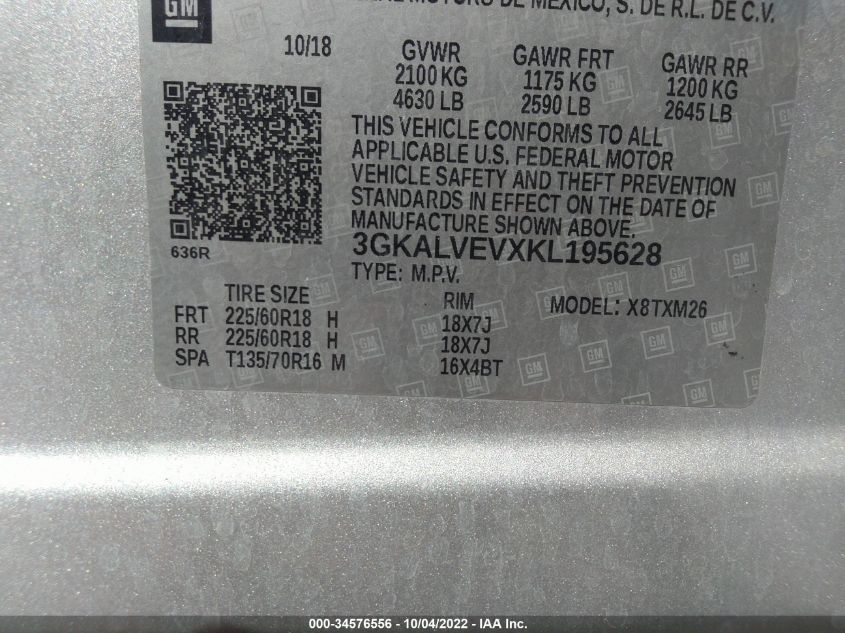 GM
MOTORS DE MEXICO, S. DE R.L. DE C.V.
10/18
GVWR
2100 KG
4630 LB
GAWR FRT
1175 KG
2590 LB
GAWR RR
1200 KG
2645 LB
THIS VEHICLE CONFORMS TO ALL
APPLICABLE U.S. FEDERAL MOTOR
VEHICLE SAFETY AND THEFT PREVENTION
STANDARDS IN EFFECT ON THE DATE OF
MANUFACTURE SHOWN ABOVE.
3GKALVEVXKL195628
636R
TYPE: M.P.V.
TIRE SIZE
RIM
MODEL: X8TXM26
FRT 225/60R18 H 18X7J
RR 225/60R18 H 18X7J
SPA T135/70R16 M 16X4BT
000-34576556 - 10/04/2022 - IAA Inc.